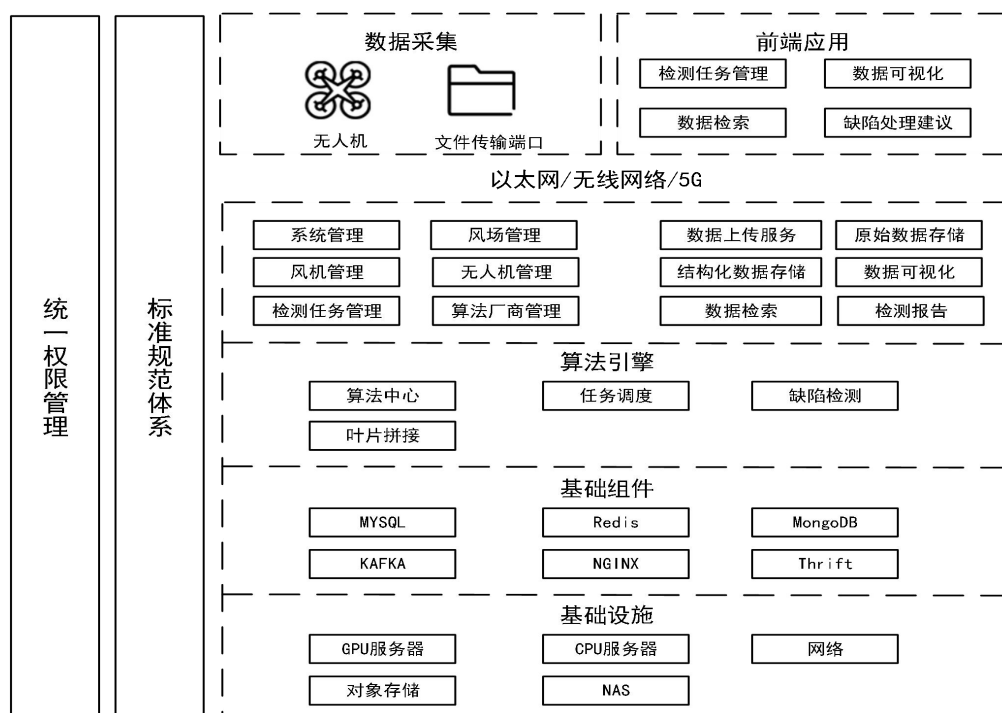 统一权限管理
标准规范体系
数据采集
无人机
文件传输端口
前端应用
检测任务管理
数据可视化
数据检索
缺陷处理建议
以太网/无线网络/5G
系统管理
风场管理
数据上传服务
原始数据存储
风机管理
无人机管理
结构化数据存储
数据可视化
检测任务管理
算法厂商管理
数据检索
检测报告
算法引擎
算法中心
任务调度
缺陷检测
叶片拼接
基础组件
MYSQL
Redis
MongoDB
KAFKA
NGINX
Thrift
基础设施
GPU服务器
CPU服务器
网络
对象存储
NAS